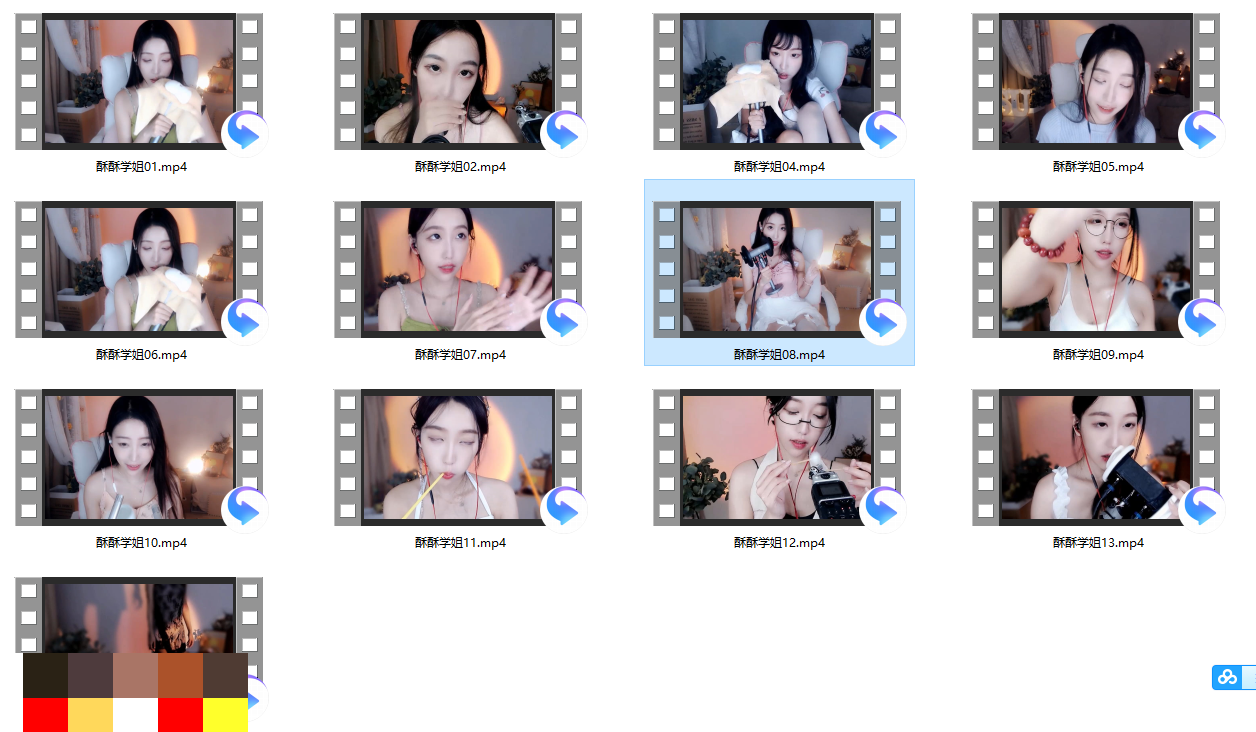 酥酥学姐01.mp4
酥酥学姐02.mp4
酥酥学姐04.mp4
酥酥学姐05.mp4
酥酥学姐06.mp4
酥酥学姐07.mp4
酥酥学姐08.mp4
酥酥学姐09.mp4
酥酥学姐10.mp4
酥酥学姐11.mp4
酥酥学姐12.mp4
酥酥学姐13.mp4